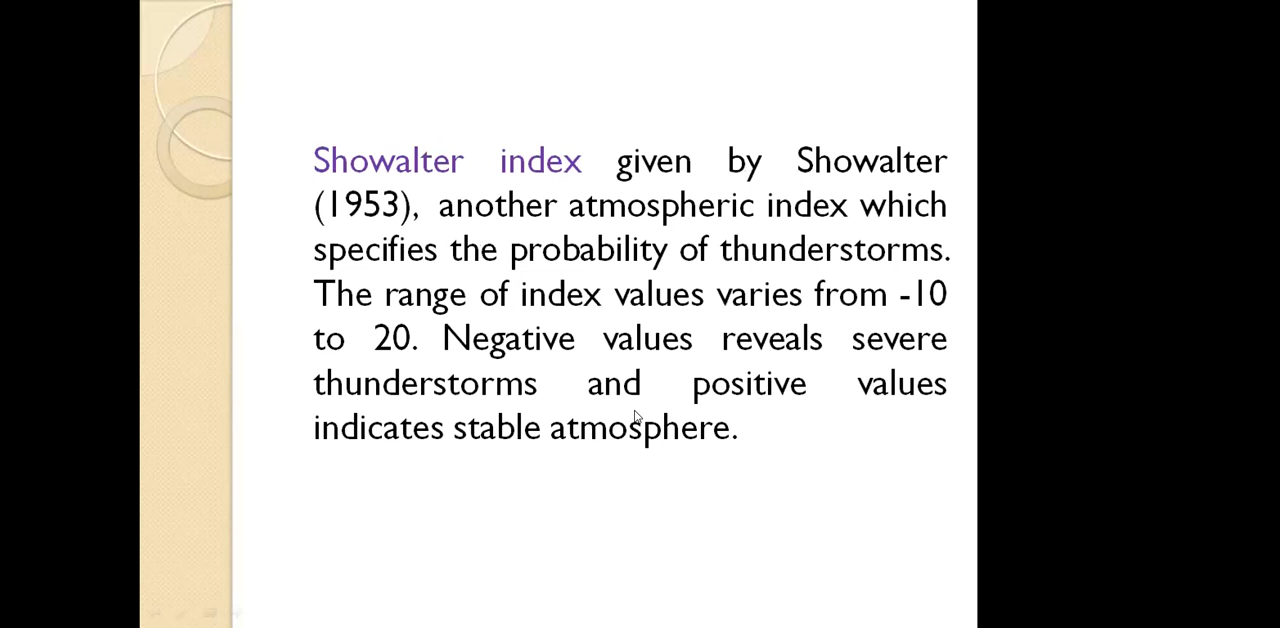 Showalter index given by Showalter
(1953), another atmospheric index which
specifies the probability of thunderstorms.
The range of index values varies from -10
to 20. Negative values reveals severe
thunderstorms and positive values
indicates stable atmosphere.